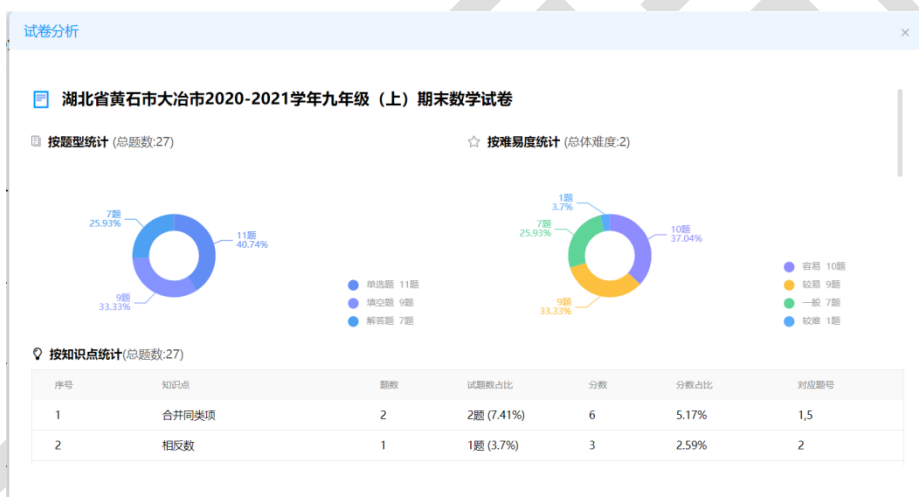 试卷分析
×
湖北省黄石市大冶市2020-2021学年九年级（上）期末数学试卷
按题型统计 (总题数:27)
7题
25.93%
11题
40.74%
9题
33.33%
单选题 11题
填空题 9题
解答题 7题
按难易度统计 (总体难度:2)
1题
3.7%
7题
25.93%
10题
37.04%
9题
33.33%
容易 10题
较易 9题
一般 7题
较难 1题
按知识点统计(总题数:27)
序号 知识点 题数 试题数占比 分数 分数占比 对应题号
1 合并同类项 2 2题 (7.41%) 6 5.17% 1,5
2 相反数 1 1题 (3.7%) 3 2.59% 2